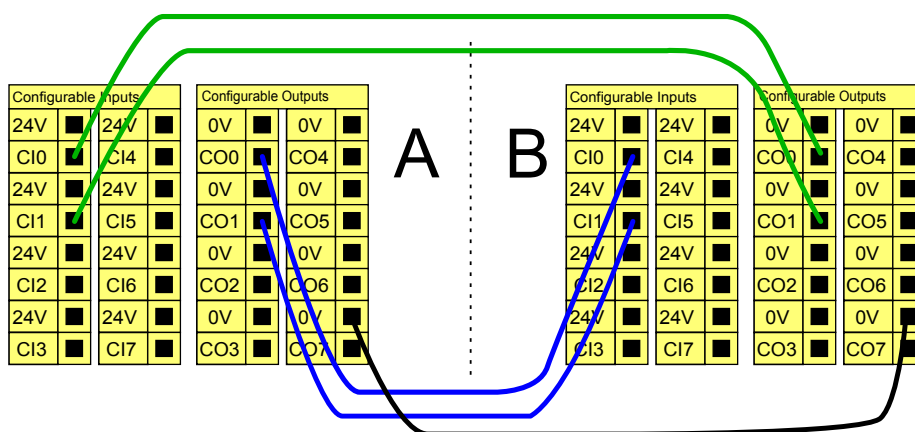 Configurable Inputs
24V 24V
CI0 CI4
24V 24V
CI1 CI5
24V 24V
CI2 CI6
24V 24V
CI3 CI7
Configurable Outputs
0V 0V
CO0 CO4
0V 0V
CO1 CO5
0V 0V
CO2 CO6
0V 0V
CO3 CO7
A
B
Configurable Inputs
24V 24V
CI0 CI4
24V 24V
CI1 CI5
24V 24V
CI2 CI6
24V 24V
CI3 CI7
Configurable Outputs
0V 0V
CO0 CO4
0V 0V
CO1 CO5
0V 0V
CO2 CO6
0V 0V
CO3 CO7